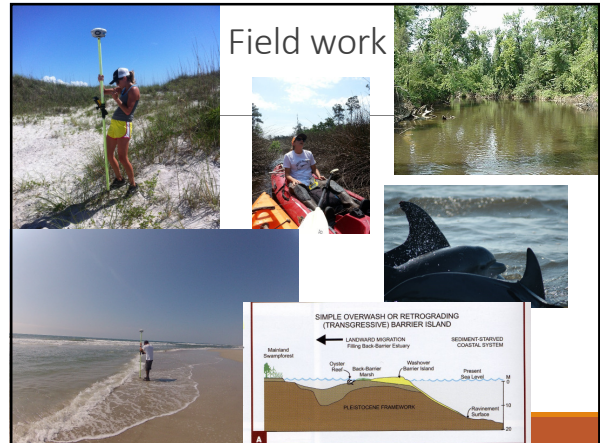 Field work
SIMPLE OVERWASH OR RETROGRADING
(TRANSGRESSIVE) BARRIER ISLAND
LANDWARD MIGRATION
Filling Back-Barrier Estuary
SEDIMENT-STARVED
COASTAL SYSTEM
Mainland
Swampforest
Oyster
Reef
Back-Barrier
Marsh
Washover
Barrier Island
Present
Sea Level
M
0
10
20
PLEISTOCENE FRAMEWORK
Ravinement
Surface
A